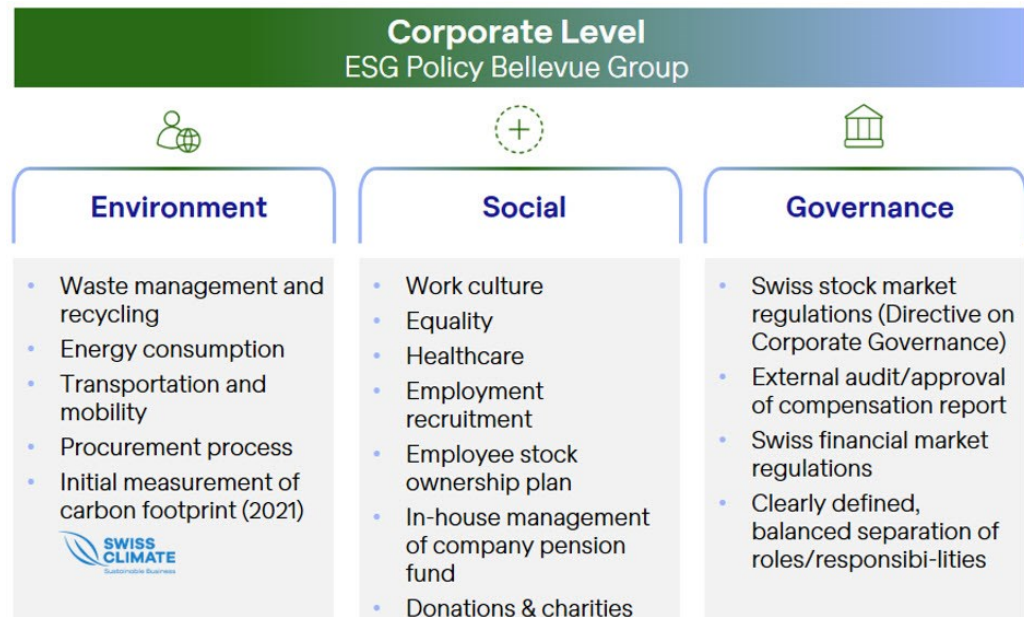 Corporate Level
ESG Policy Bellevue Group
Environment
• Waste management and
recycling
• Energy consumption
• Transportation and
mobility
• Procurement process
• Initial measurement of
carbon footprint (2021)
SWISS
CLIMATE
Sustainable Business
Social
• Work culture
• Equality
• Healthcare
• Employment
recruitment
• Employee stock
ownership plan
• In-house management
of company pension
fund
• Donations & charities
Governance
• Swiss stock market
regulations (Directive on
Corporate Governance)
• External audit/approval
of compensation report
• Swiss financial market
regulations
• Clearly defined,
balanced separation of
roles/responsibi-lities